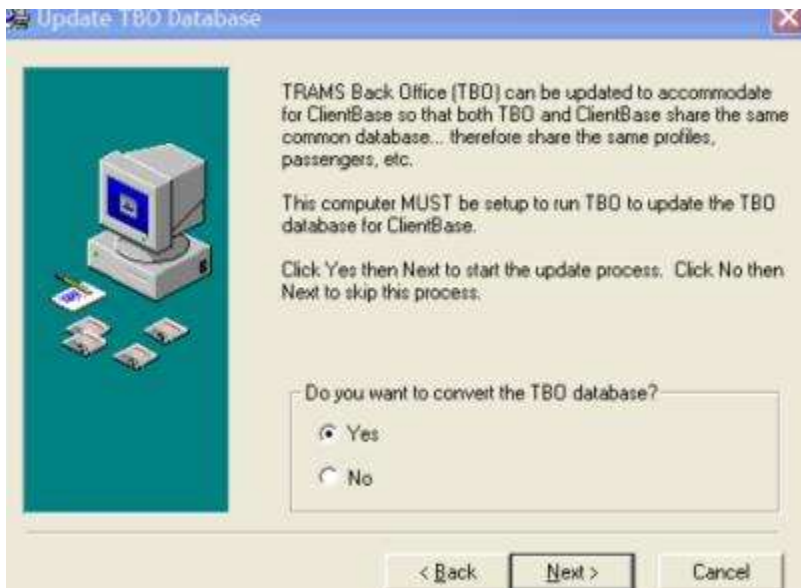 Update TBO Database
TRAMS Back Office (TBO) can be updated to accommodate
for ClientBase so that both TBO and ClientBase share the same
common database... therefore share the same profiles,
passengers, etc.
This computer MUST be setup to run TBO to update the TBO
database for ClientBase.
Click Yes then Next to start the update process.  Click No then
Next to skip this process.
Do you want to convert the TBO database?
Yes
No
< Back
Next >
Cancel